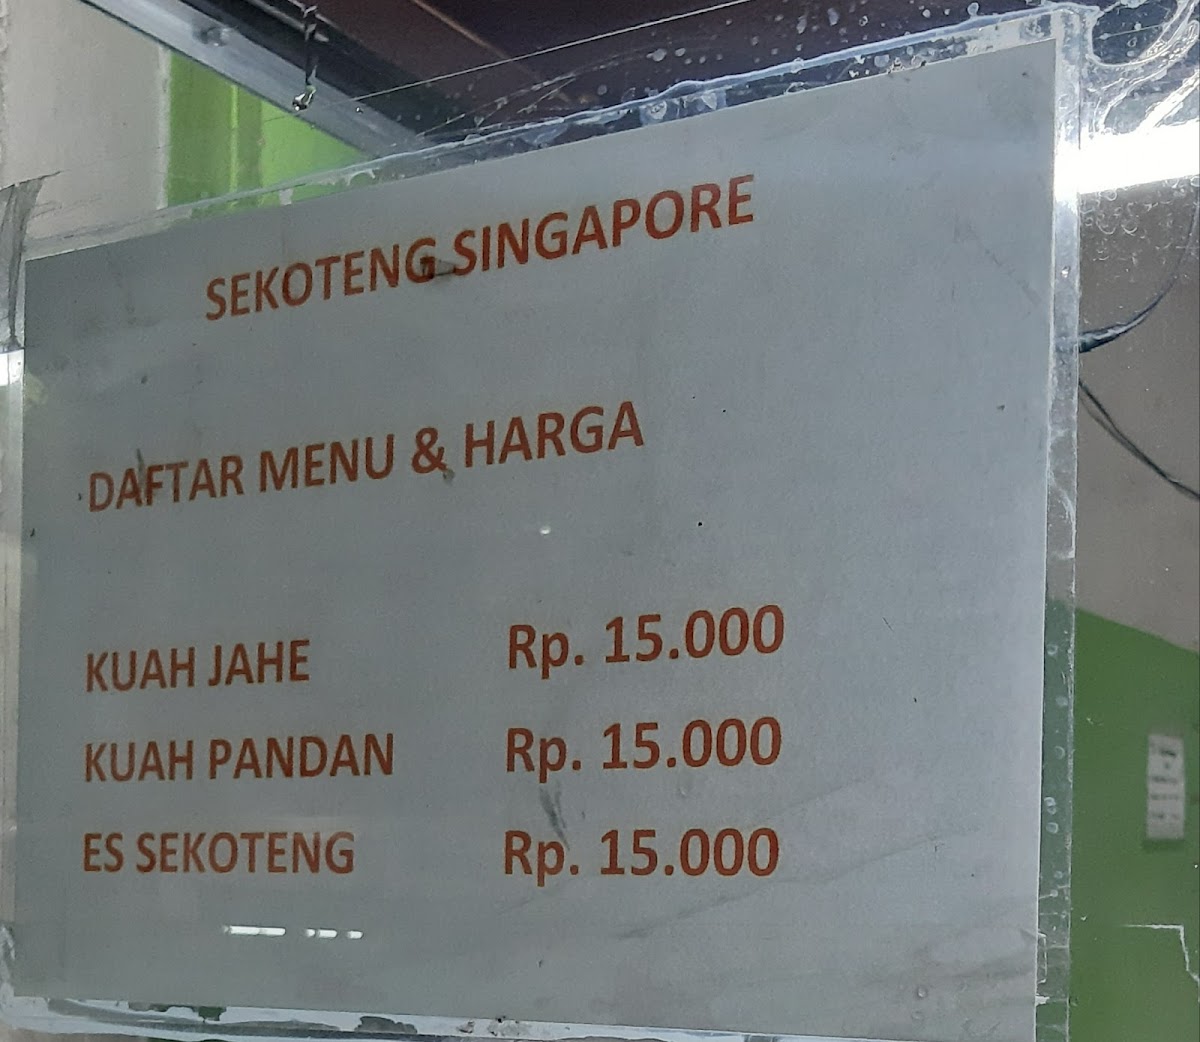 SEKOTENG SINGAPORE
DAFTAR MENU & HARGA
KUAH JAHE Rp. 15.000
KUAH PANDAN Rp. 15.000
ES SEKOTENG Rp. 15.000